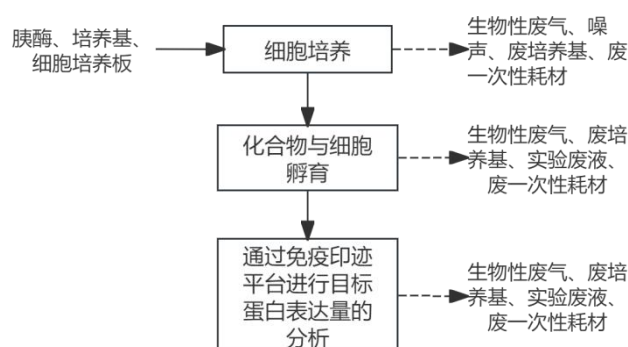 胰酶、培养基、
细胞培养板
细胞培养
生物性废气、噪
声、废培养基、废
一次性耗材
化合物与细胞
孵育
生物性废气、废培
养基、实验废液、
废一次性耗材
通过免疫印迹
平台进行目标
蛋白表达量的
分析
生物性废气、废培
养基、实验废液、
废一次性耗材